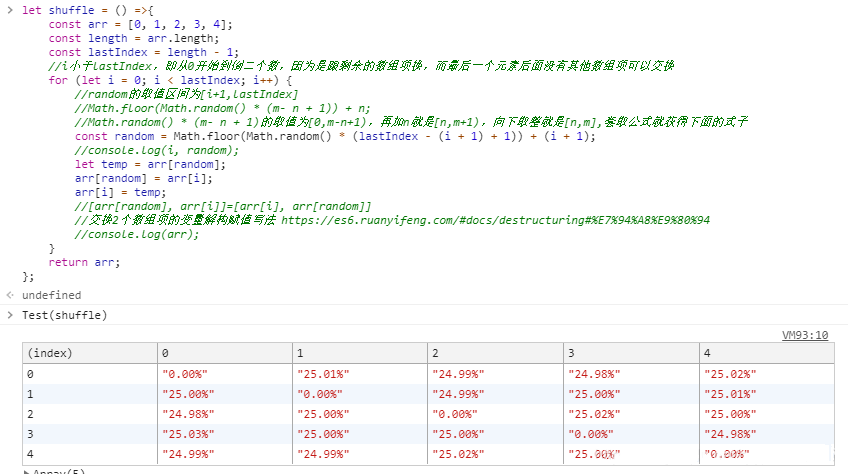 let shuffle = () =>{
const arr = [0, 1, 2, 3, 4];
const length = arr.length;
const lastIndex = length - 1;
//i小于lastIndex，即从0开始到倒二个数，因为是跟剩余的数组项换，而最后一个元素后面没有其他数组项可以交换
for (let i = 0; i < lastIndex; i++) {
//random的取值区间为[i+1,lastIndex]
//Math.floor(Math.random() * (m- n + 1)) + n;
//Math.random() * (m- n + 1)的取值为[0,m-n+1)，再加n就是[n,m+1)，向下取整就是[n,m],套取公式就获得下面的式子
const random = Math.floor(Math.random() * (lastIndex - (i + 1) + 1)) + (i + 1);
//console.log(i, random);
let temp = arr[random];
arr[random] = arr[i];
arr[i] = temp;
//[arr[random], arr[i]]=[arr[i], arr[random]]
//交换2个数组项的变量解构赋值写法 https://es6.ruanyifeng.com/#docs/destructuring#%E7%94%A8%E9%80%94
//console.log(arr);
}
return arr;
};
undefined
Test(shuffle)
VM93:10
(index) 0 1 2 3 4
0 "0.00%" "25.01%" "24.99%" "24.98%" "25.02%"
1 "25.00%" "0.00%" "24.99%" "25.00%" "25.01%"
2 "24.98%" "25.00%" "0.00%" "25.02%" "25.00%"
3 "25.03%" "25.00%" "25.00%" "0.00%" "24.98%"
4 "24.99%" "24.99%" "25.02%" "25.00%" "0.00%"
Array(5)